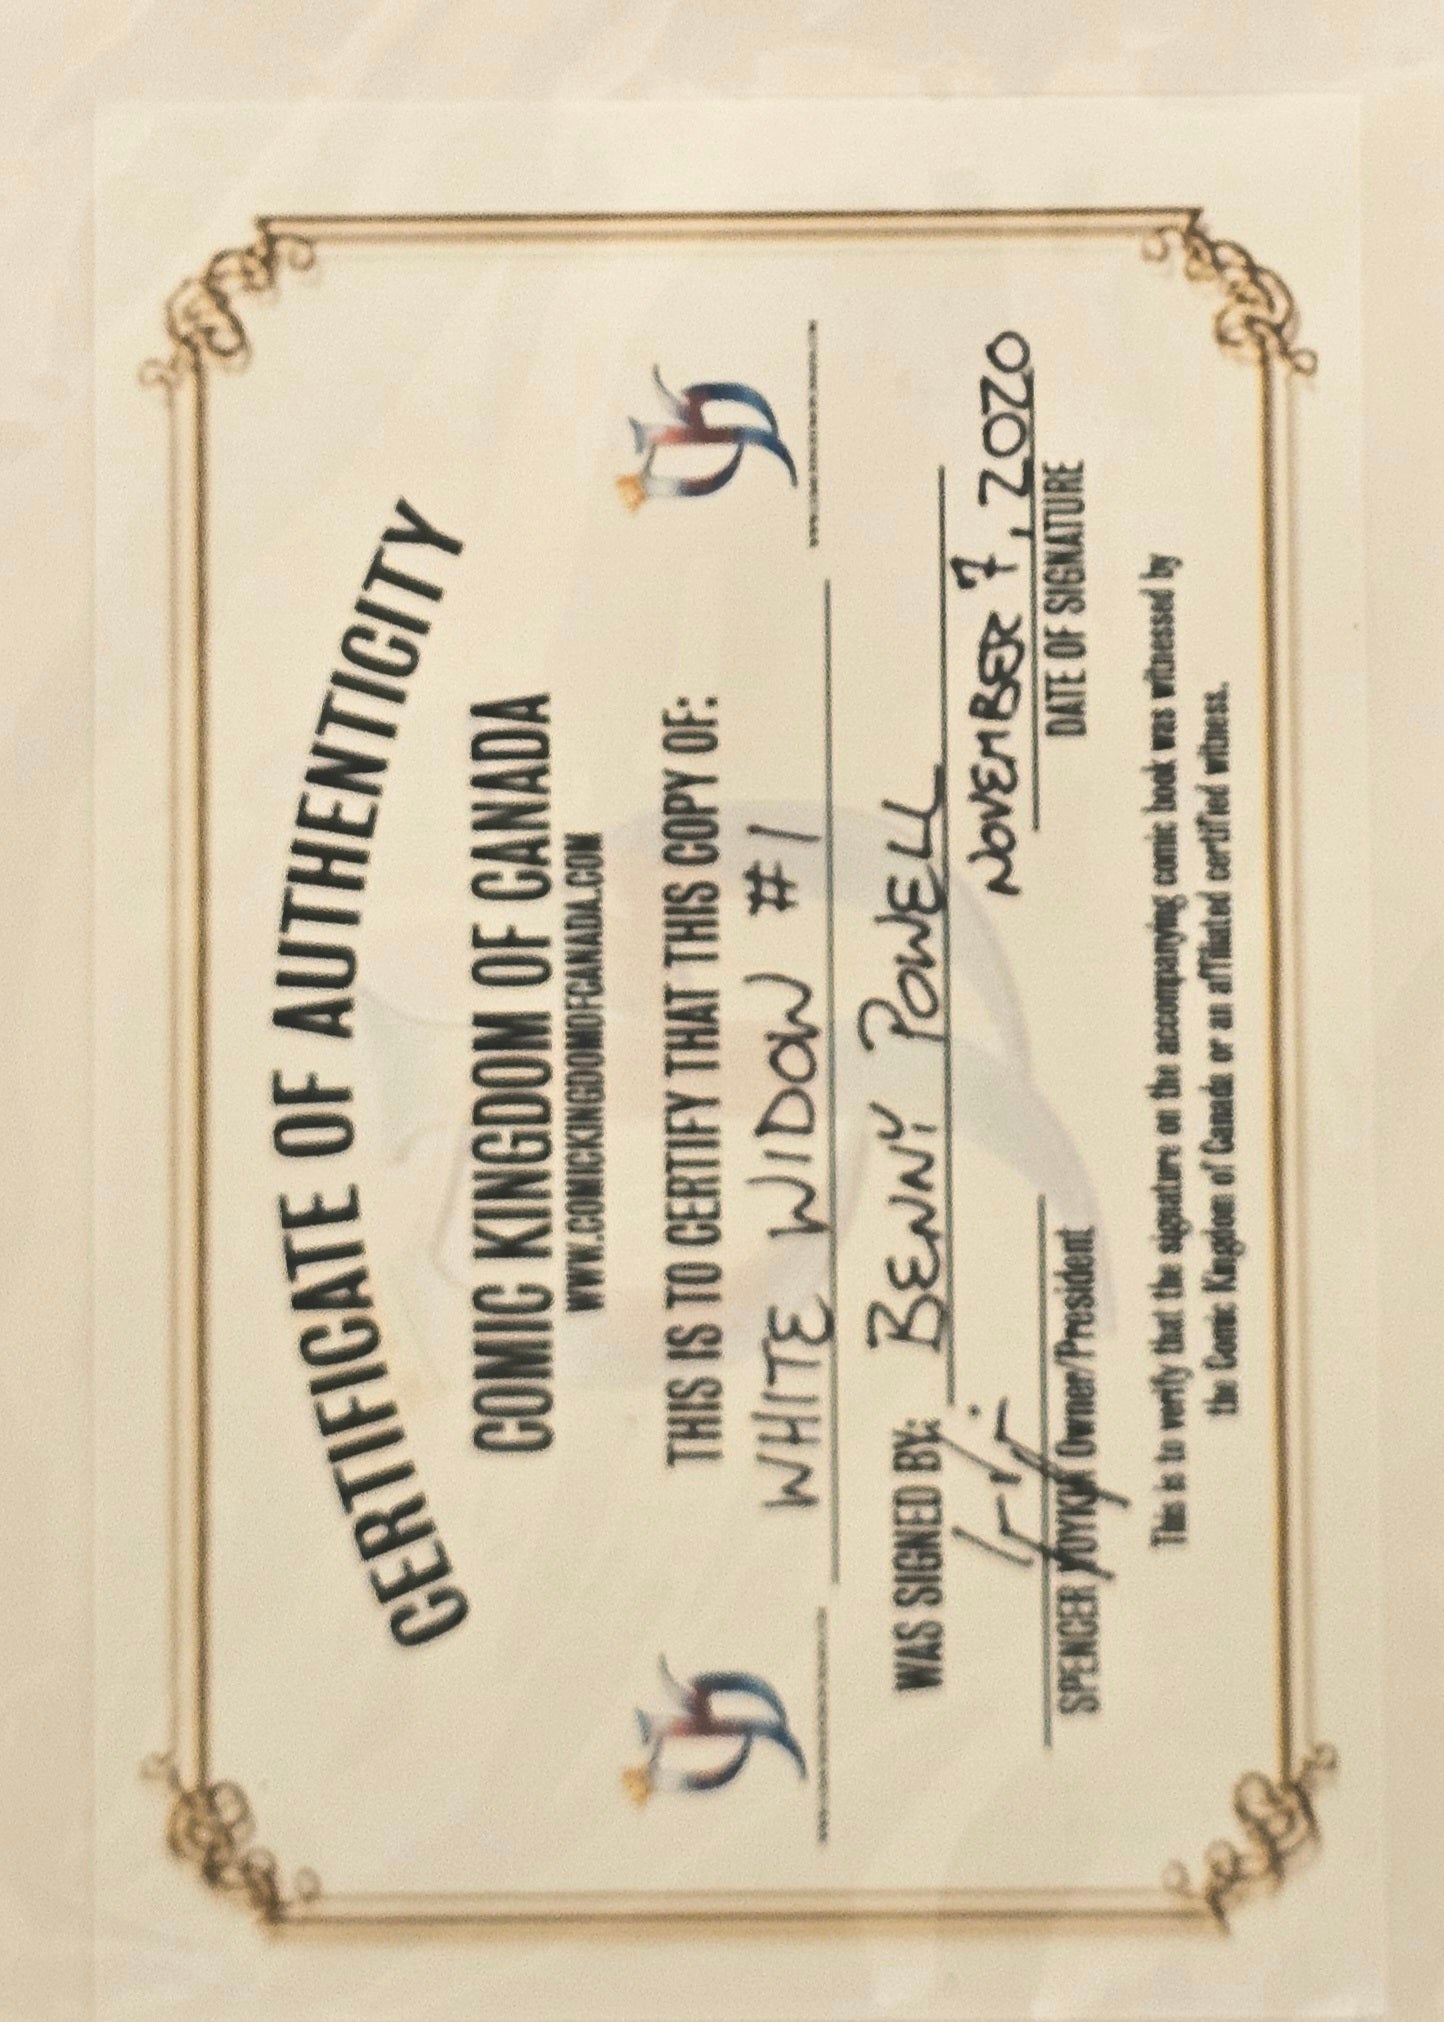 CERTIFICATE OF AUTHENTICITY
COMIC KINGDOM OF CANADA
WWW.COMICKINGDOMOFCANADA.COM
THIS IS TO CERTIFY THAT THIS COPY OF:
WHITE WIDOW #1
WAS SIGNED BY: BENNY POWELL
NOVEMBER 7, 2020
SPENCER Owner/President
DATE OF SIGNATURE
This is to verify that the signature on the accompanying comic book was witnessed by
the Comic Kingdom of Canada or an affiliated certified witness.